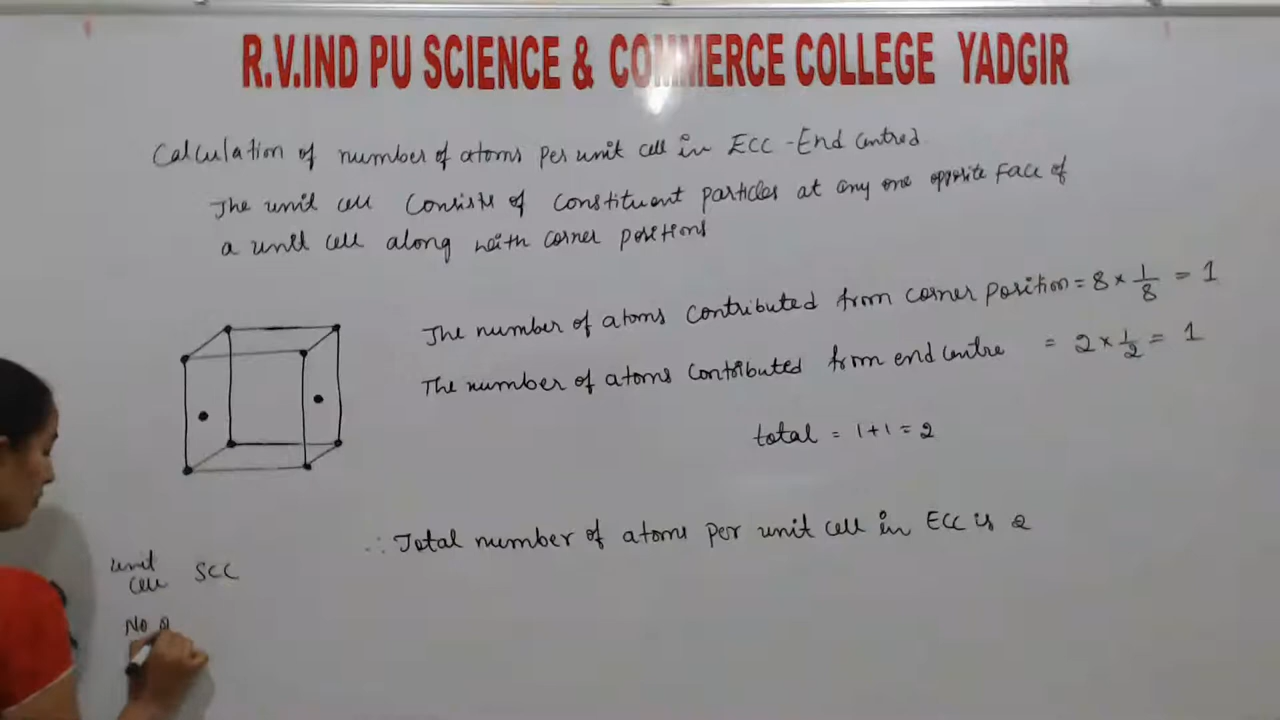 R.V.IND PU SCIENCE & COMMERCE COLLEGE YADGIR
Calculation of number of atoms per unit cell in ECC - End Centred
The unit cell consists of constituent particles at any one opposite Face of
a unit cell along with corner positions
The number of atoms contributed from corner position = 8 × 1/8 = 1
The number of atoms contributed from end centre = 2 × 1/2 = 1
total = 1+1 = 2
∴ Total number of atoms per unit cell in ECC is 2
unit
cell SCC
No